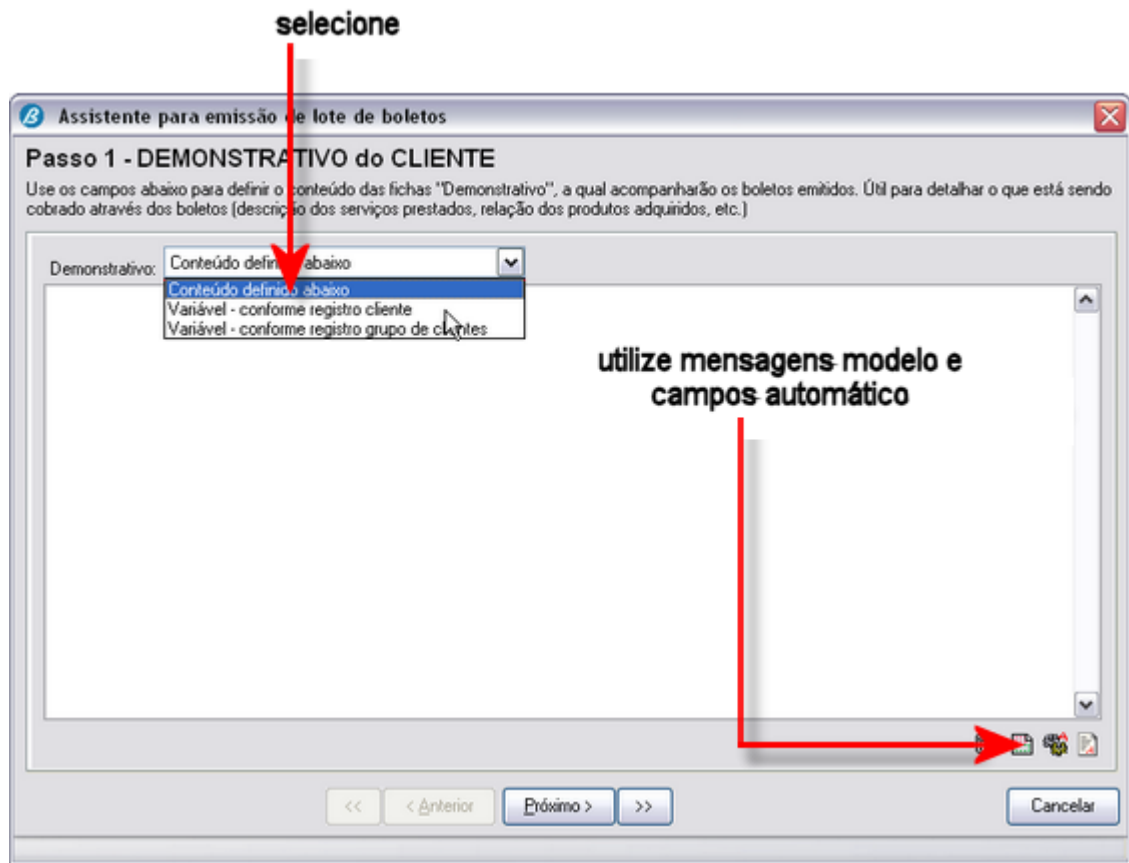 selecione
Assistente para emissão de lote de boletos
Passo 1 - DEMONSTRATIVO do CLIENTE
Use os campos abaixo para definir o conteúdo das fichas "Demonstrativo", a qual acompanharão os boletos emitidos. Útil para detalhar o que está sendo
cobrado através dos boletos (descrição dos serviços prestados, relação dos produtos adquiridos, etc.)
Demonstrativo: Conteúdo definido abaixo
Conteúdo definido abaixo
Variável - conforme registro cliente
Variável - conforme registro grupo de clientes
utilize mensagens modelo e
campos automático
<< < Anterior Próximo > >> Cancelar